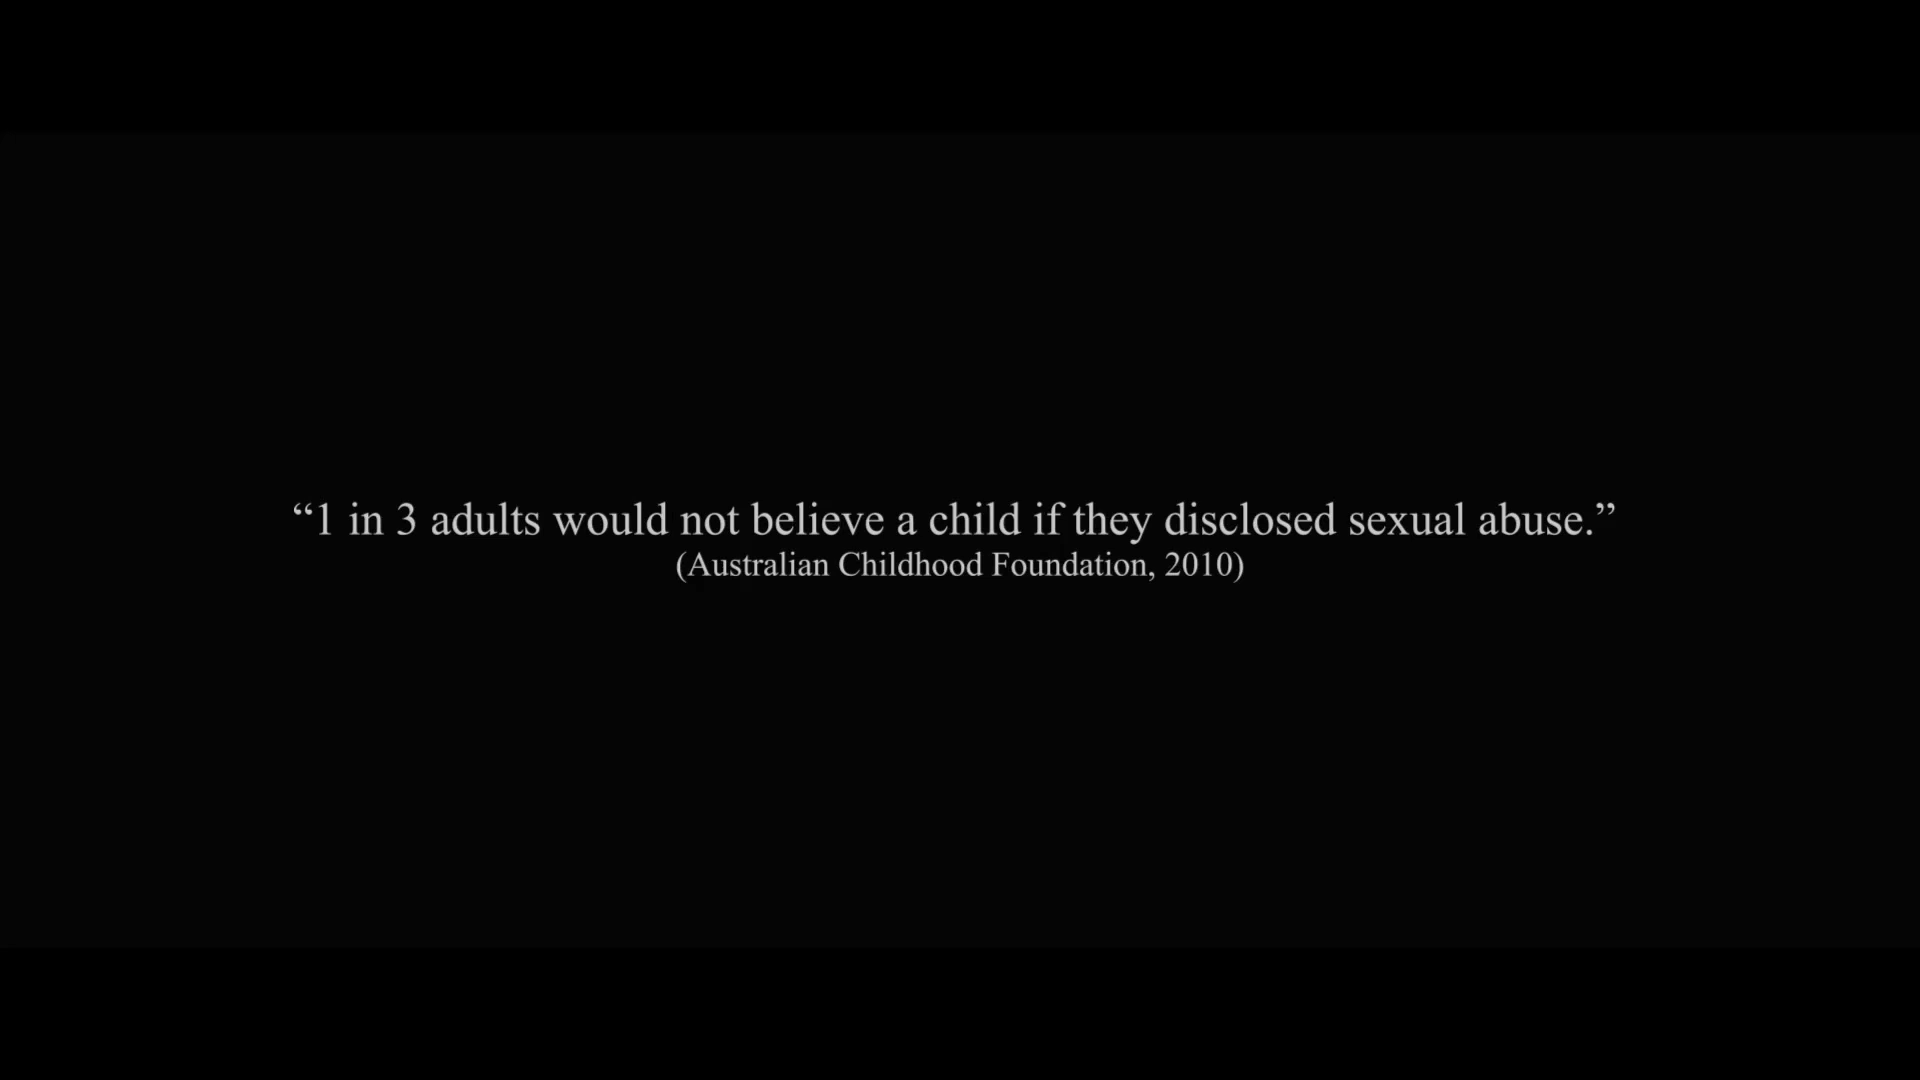 “1 in 3 adults would not believe a child if they disclosed sexual abuse.”
(Australian Childhood Foundation, 2010)